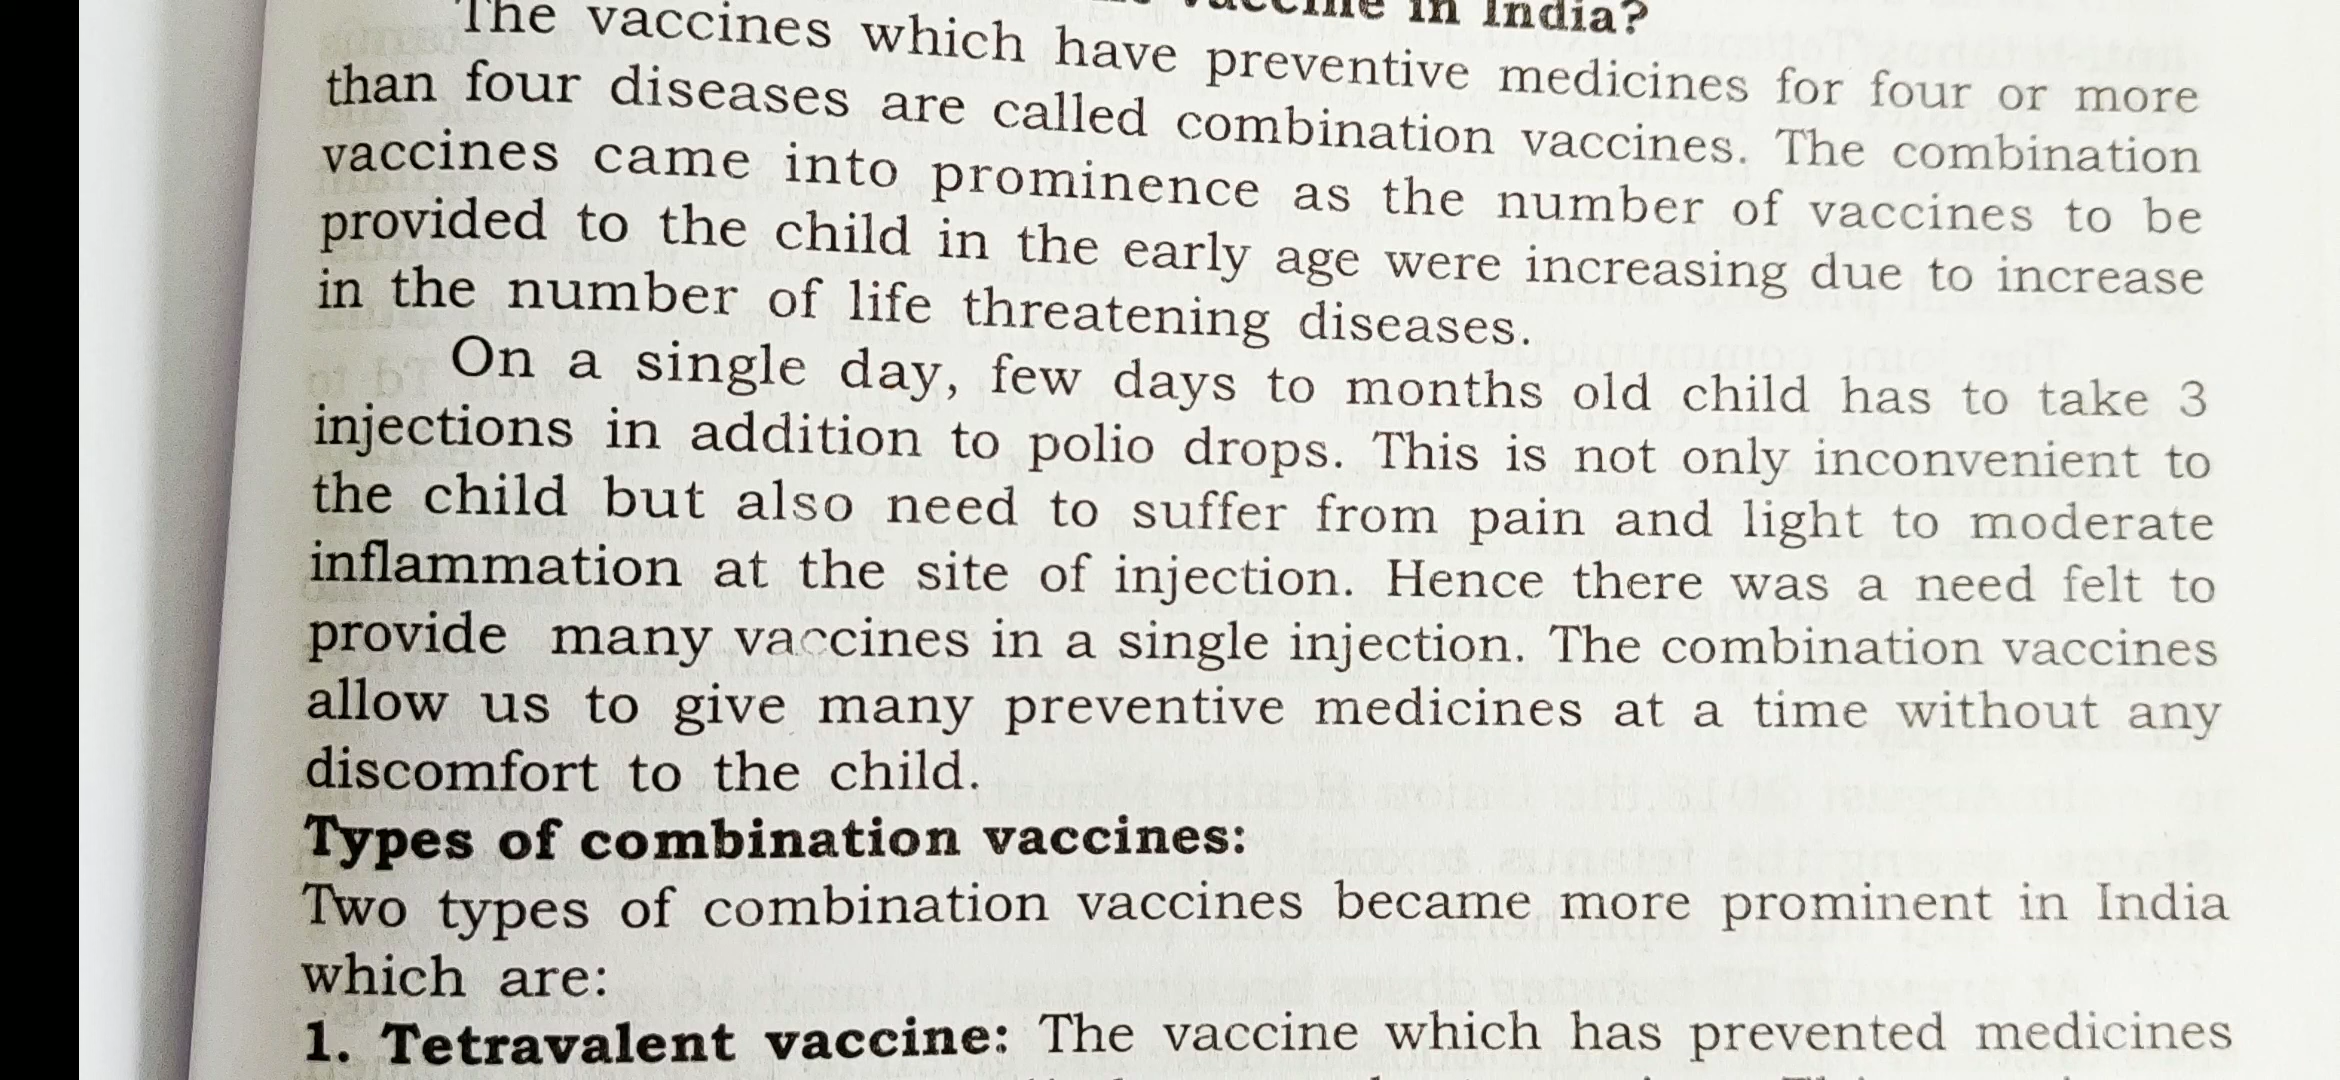 vaccine in India?
The vaccines which have preventive medicines for four or more
than four diseases are called combination vaccines. The combination
vaccines came into prominence as the number of vaccines to be
provided to the child in the early age were increasing due to increase
in the number of life threatening diseases.
On a single day, few days to months old child has to take 3
injections in addition to polio drops. This is not only inconvenient to
the child but also need to suffer from pain and light to moderate
inflammation at the site of injection. Hence there was a need felt to
provide many vaccines in a single injection. The combination vaccines
allow us to give many preventive medicines at a time without any
discomfort to the child.
Types of combination vaccines:
Two types of combination vaccines became more prominent in India
which are:
1. Tetravalent vaccine: The vaccine which has prevented medicines